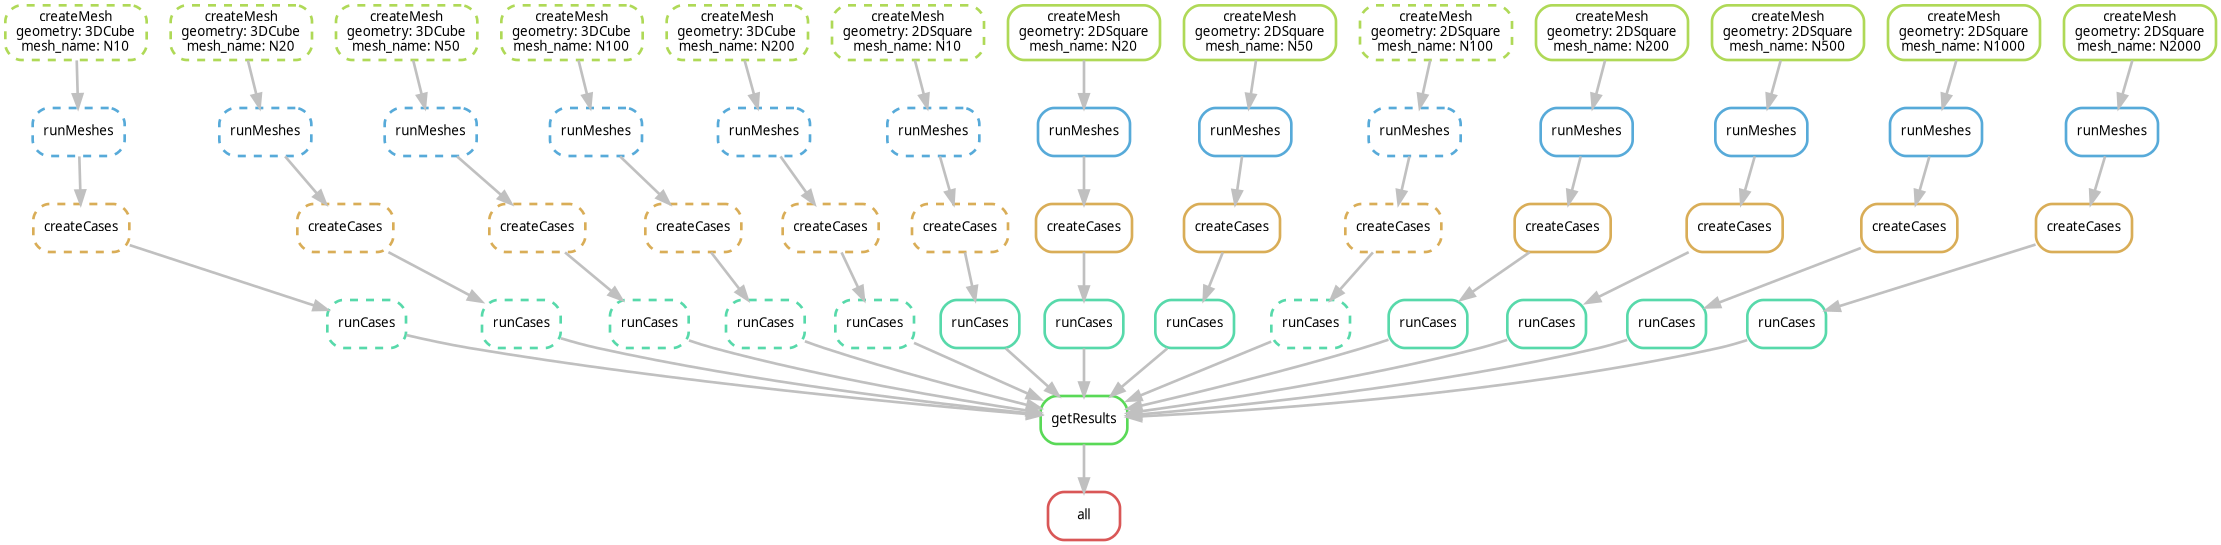 createMesh
geometry: 3DCube
mesh_name: N10
createMesh
geometry: 3DCube
mesh_name: N20
createMesh
geometry: 3DCube
mesh_name: N50
createMesh
geometry: 3DCube
mesh_name: N100
createMesh
geometry: 3DCube
mesh_name: N200
createMesh
geometry: 2DSquare
mesh_name: N10
createMesh
geometry: 2DSquare
mesh_name: N20
createMesh
geometry: 2DSquare
mesh_name: N50
createMesh
geometry: 2DSquare
mesh_name: N100
createMesh
geometry: 2DSquare
mesh_name: N200
createMesh
geometry: 2DSquare
mesh_name: N500
createMesh
geometry: 2DSquare
mesh_name: N1000
createMesh
geometry: 2DSquare
mesh_name: N2000
runMeshes
runMeshes
runMeshes
runMeshes
runMeshes
runMeshes
runMeshes
runMeshes
runMeshes
runMeshes
runMeshes
runMeshes
runMeshes
createCases
createCases
createCases
createCases
createCases
createCases
createCases
createCases
createCases
createCases
createCases
createCases
createCases
runCases
runCases
runCases
runCases
runCases
runCases
runCases
runCases
runCases
runCases
runCases
runCases
runCases
getResults
all